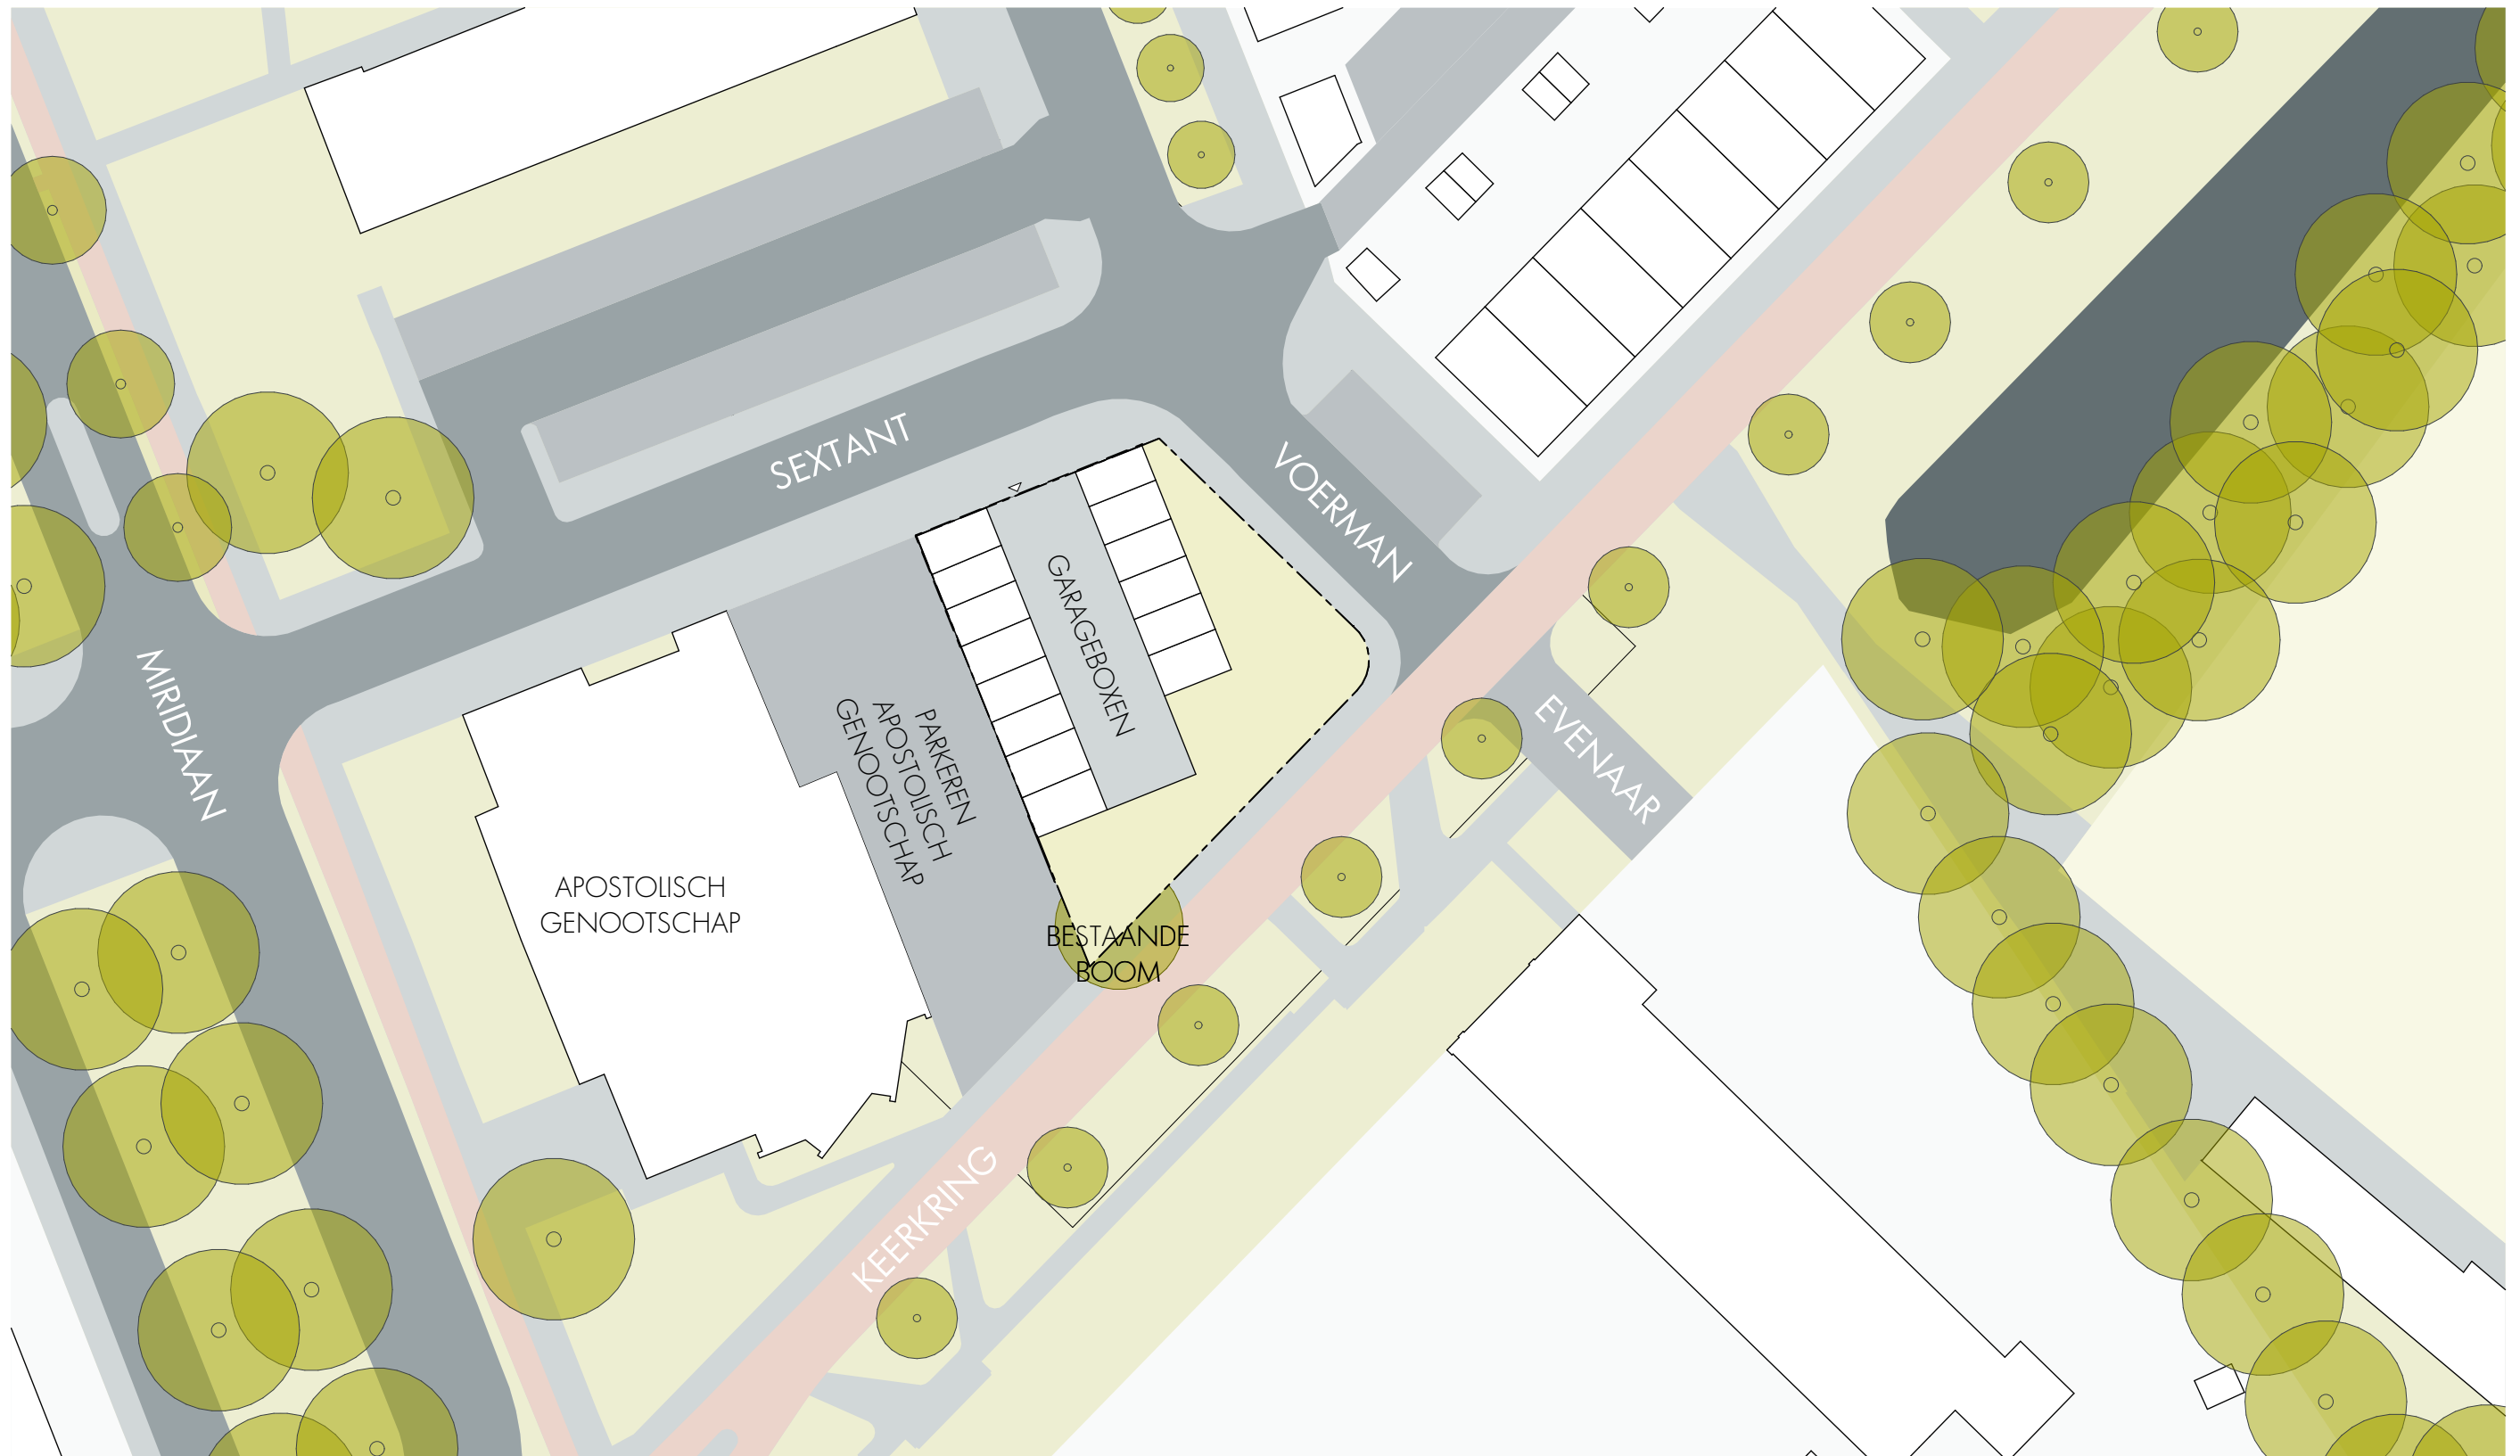 SEXTANT
VOERMAN
GARAGEBOXEN
MIRIDIAAN
PARKEREN
APOSTOLISCH
GENOOTSCHAP
EVENAAR
APOSTOLISCH
GENOOTSCHAP
BESTAANDE
BOOM
KEERKRING